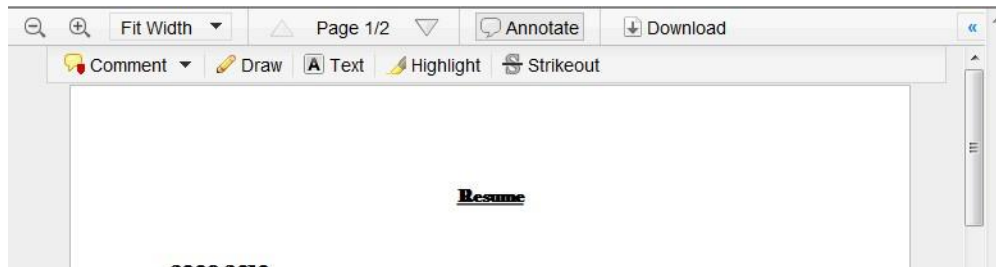 Fit Width Page 1/2 Annotate Download «
Comment Draw A Text Highlight S Strikeout
Resume